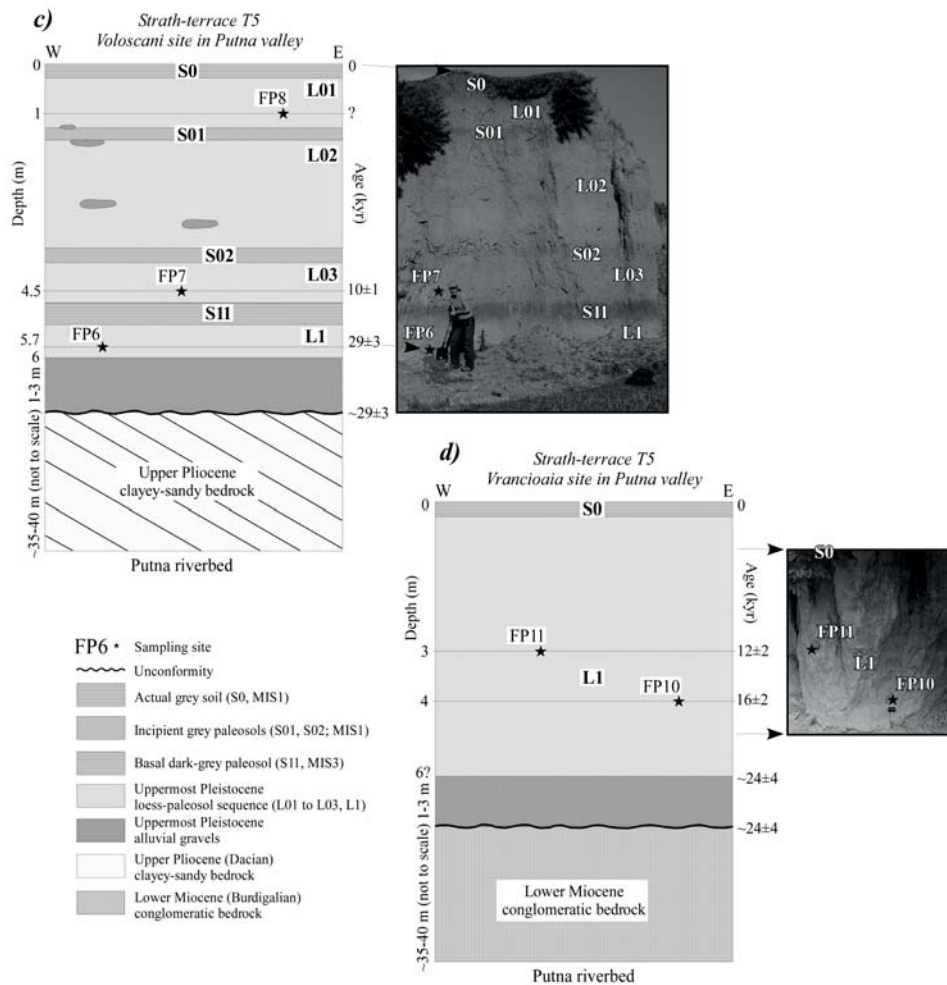 c)
Strath-terrace T5
Voloscani site in Putna valley
W
E
0
S0
0
L01
FP8
1
?
S01
L02
Depth (m)
Age (kyr)
S02
L03
FP7
4.5
10±1
S11
FP6
L1
5.7
29±3
6
1-3 m
~29±3
~35-40 m (not to scale)
Upper Pliocene
clayey-sandy bedrock
Putna riverbed
S0
L01
S01
L02
S02
L03
FP7
S11
FP6
L1
d)
Strath-terrace T5
Vrancioaia site in Putna valley
W
E
0
S0
0
Depth (m)
Age (kyr)
FP11
3
12±2
L1
FP10
4
16±2
6?
~24±4
1-3 m
~24±4
~35-40 m (not to scale)
Lower Miocene
conglomeratic bedrock
Putna riverbed
S0
FP11
L1
FP10
FP6 ★ Sampling site
Unconformity
Actual grey soil (S0, MIS1)
Incipient grey paleosols (S01, S02; MIS1)
Basal dark-grey paleosol (S11, MIS3)
Uppermost Pleistocene
loess-paleosol sequence (L01 to L03, L1)
Uppermost Pleistocene
alluvial gravels
Upper Pliocene (Dacian)
clayey-sandy bedrock
Lower Miocene (Burdigalian)
conglomeratic bedrock